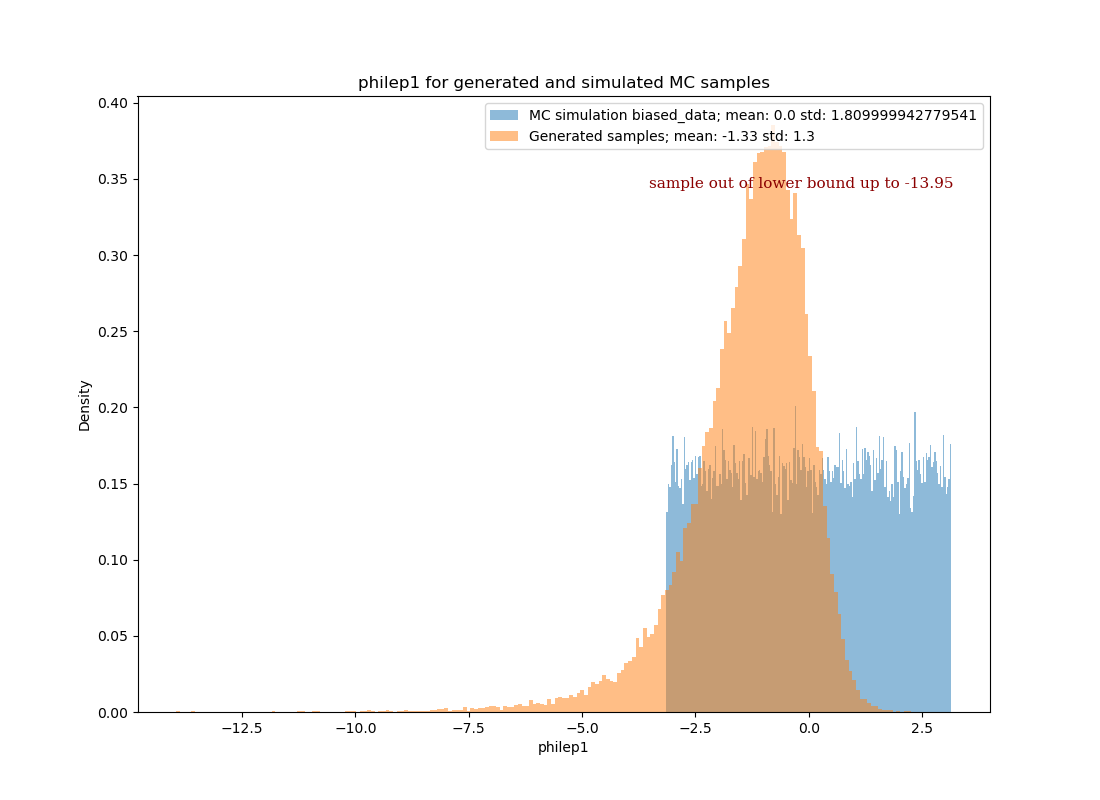 philep1 for generated and simulated MC samples
MC simulation biased_data; mean: 0.0 std: 1.809999942779541
Generated samples; mean: -1.33 std: 1.3
sample out of lower bound up to -13.95
Density
0.40
0.35
0.30
0.25
0.20
0.15
0.10
0.05
0.00
−12.5
−10.0
−7.5
−5.0
−2.5
0.0
2.5
philep1